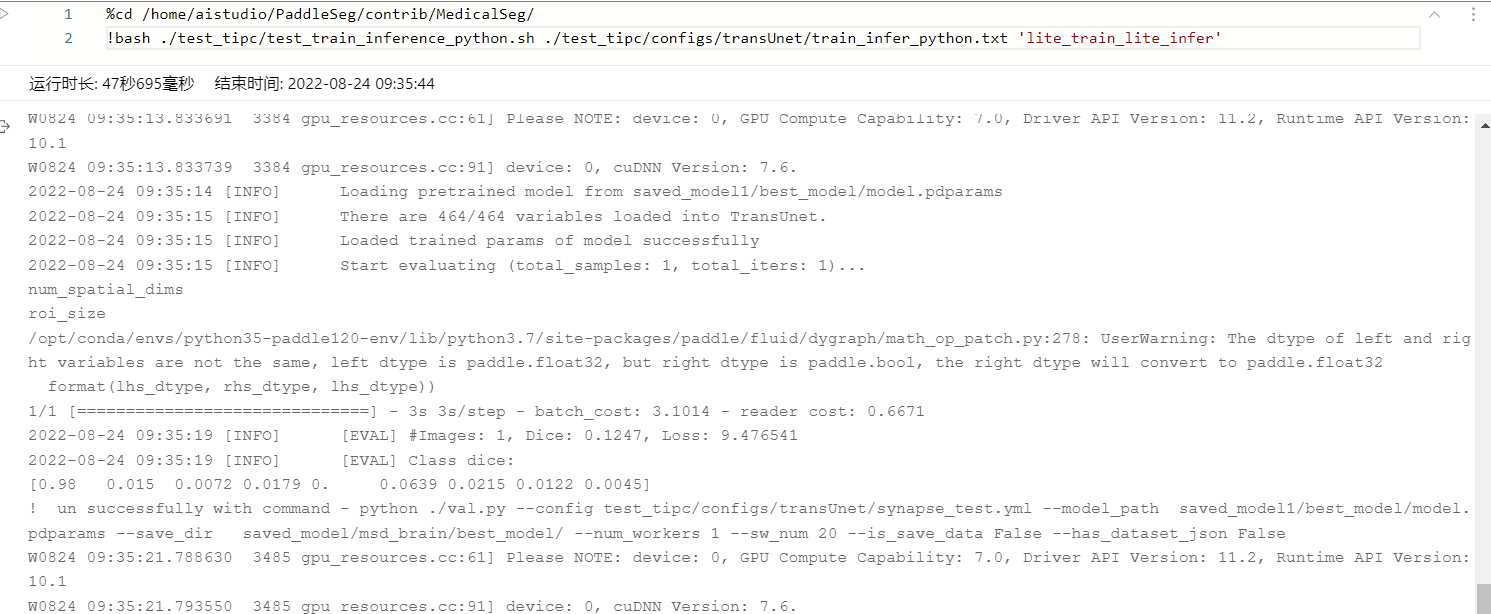 1 %cd /home/aistudio/PaddleSeg/contrib/MedicalSeg/
2 !bash ./test_tipc/test_train_inference_python.sh ./test_tipc/configs/transUnet/train_infer_python.txt 'lite_train_lite_infer'
运行时长: 47秒695毫秒 结束时间: 2022-08-24 09:35:44
W0824 09:35:13.833691  3384 gpu_resources.cc:61] Please NOTE: device: 0, GPU Compute Capability: 7.0, Driver API Version: 11.2, Runtime API Version:
10.1
W0824 09:35:13.833739  3384 gpu_resources.cc:91] device: 0, cuDNN Version: 7.6.
2022-08-24 09:35:14 [INFO]      Loading pretrained model from saved_model1/best_model/model.pdparams
2022-08-24 09:35:15 [INFO]      There are 464/464 variables loaded into TransUnet.
2022-08-24 09:35:15 [INFO]      Loaded trained params of model successfully
2022-08-24 09:35:15 [INFO]      Start evaluating (total_samples: 1, total_iters: 1)...
num_spatial_dims
roi_size
/opt/conda/envs/python35-paddle120-env/lib/python3.7/site-packages/paddle/fluid/dygraph/math_op_patch.py:278: UserWarning: The dtype of left and rig
ht variables are not the same, left dtype is paddle.float32, but right dtype is paddle.bool, the right dtype will convert to paddle.float32
  format(lhs_dtype, rhs_dtype, lhs_dtype))
1/1 [==============================] - 3s 3s/step - batch_cost: 3.1014 - reader cost: 0.6671
2022-08-24 09:35:19 [INFO]      [EVAL] #Images: 1, Dice: 0.1247, Loss: 9.476541
2022-08-24 09:35:19 [INFO]      [EVAL] Class dice:
[0.98   0.015  0.0072 0.0179 0.     0.0639 0.0215 0.0122 0.0045]
!  un successfully with command - python ./val.py --config test_tipc/configs/transUnet/synapse_test.yml --model_path  saved_model1/best_model/model.
pdparams --save_dir   saved_model/msd_brain/best_model/ --num_workers 1 --sw_num 20 --is_save_data False --has_dataset_json False
W0824 09:35:21.788630  3485 gpu_resources.cc:61] Please NOTE: device: 0, GPU Compute Capability: 7.0, Driver API Version: 11.2, Runtime API Version:
10.1
W0824 09:35:21.793550  3485 gpu_resources.cc:91] device: 0, cuDNN Version: 7.6.